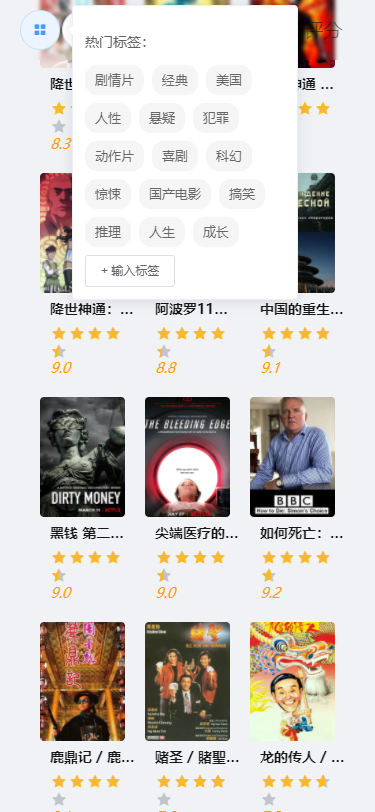 热门标签:
评分
剧情片 经典 美国
降世
神通 ...
人性 悬疑 犯罪
8.3
动作片 喜剧 科幻
惊悚 国产电影 搞笑
推理 人生 成长
+ 输入标签
降世神通: ... 阿波罗11... 中国的重生...
9.0 8.8 9.1
THE BLEEDING EDGE
DIRTY MONEY
BBC
How to Die: Simon's Choice
黑钱 第二... 尖端医疗的... 如何死亡: ...
9.0 9.0 9.2
鹿鼎记 / 鹿... 赌圣 / 賭聖... 龙的传人 / ...